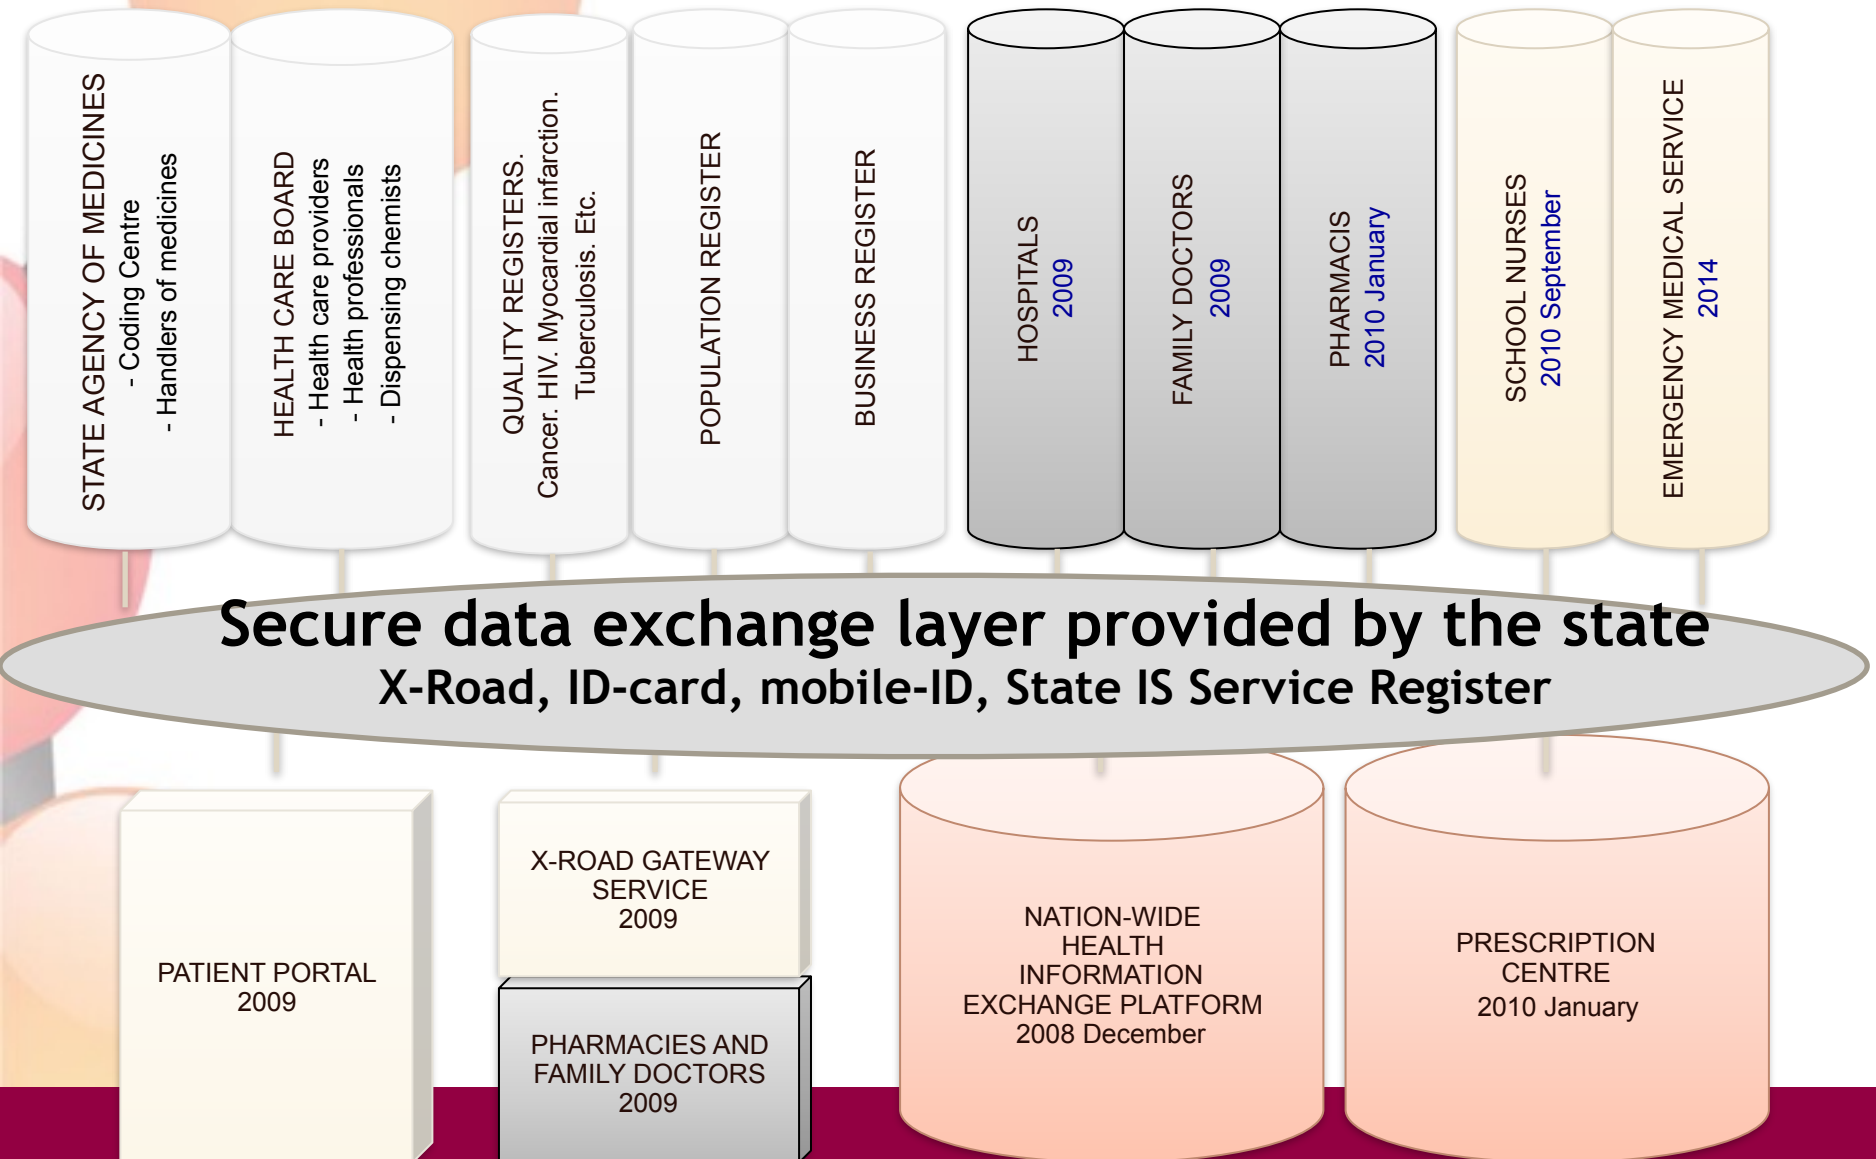 STATE AGENCY OF MEDICINES
- Coding Centre
- Handlers of medicines
HEALTH CARE BOARD
- Health care providers
- Health professionals
- Dispensing chemists
QUALITY REGISTERS.
Cancer. HIV. Myocardial infarction.
Tuberculosis. Etc.
POPULATION REGISTER
BUSINESS REGISTER
HOSPITALS
2009
FAMILY DOCTORS
2009
PHARMACIS
2010 January
SCHOOL NURSES
2010 September
EMERGENCY MEDICAL SERVICE
2014
Secure data exchange layer provided by the state
X-Road, ID-card, mobile-ID, State IS Service Register
PATIENT PORTAL
2009
X-ROAD GATEWAY
SERVICE
2009
PHARMACIES AND
FAMILY DOCTORS
2009
NATION-WIDE
HEALTH
INFORMATION
EXCHANGE PLATFORM
2008 December
PRESCRIPTION
CENTRE
2010 January